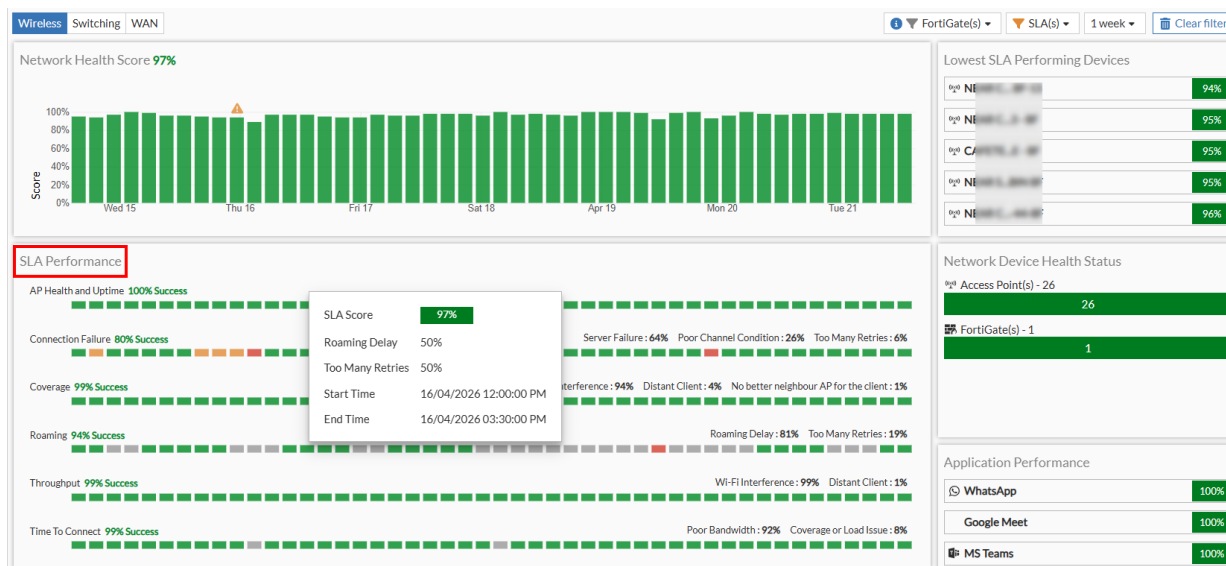 Wireless Switching WAN
FortiGate(s) SLA(s) 1 week Clear filter
Network Health Score 97%
100%
80%
60%
40%
20%
0%
Score
Wed 15 Thu 16 Fri 17 Sat 18 Apr 19 Mon 20 Tue 21
Lowest SLA Performing Devices
94%
95%
95%
95%
96%
SLA Performance
AP Health and Uptime 100% Success
Connection Failure 80% Success
Server Failure : 64% Poor Channel Condition : 26% Too Many Retries : 6%
Coverage 99% Success
nterference : 94% Distant Client : 4% No better neighbour AP for the client : 1%
Roaming 94% Success
Roaming Delay : 81% Too Many Retries : 19%
Throughput 99% Success
Wi-Fi Interference : 99% Distant Client : 1%
Time To Connect 99% Success
Poor Bandwidth : 92% Coverage or Load Issue : 8%
SLA Score 97%
Roaming Delay 50%
Too Many Retries 50%
Start Time 16/04/2026 12:00:00 PM
End Time 16/04/2026 03:30:00 PM
Network Device Health Status
Access Point(s) - 26
26
FortiGate(s) - 1
1
Application Performance
WhatsApp 100%
Google Meet 100%
MS Teams 100%